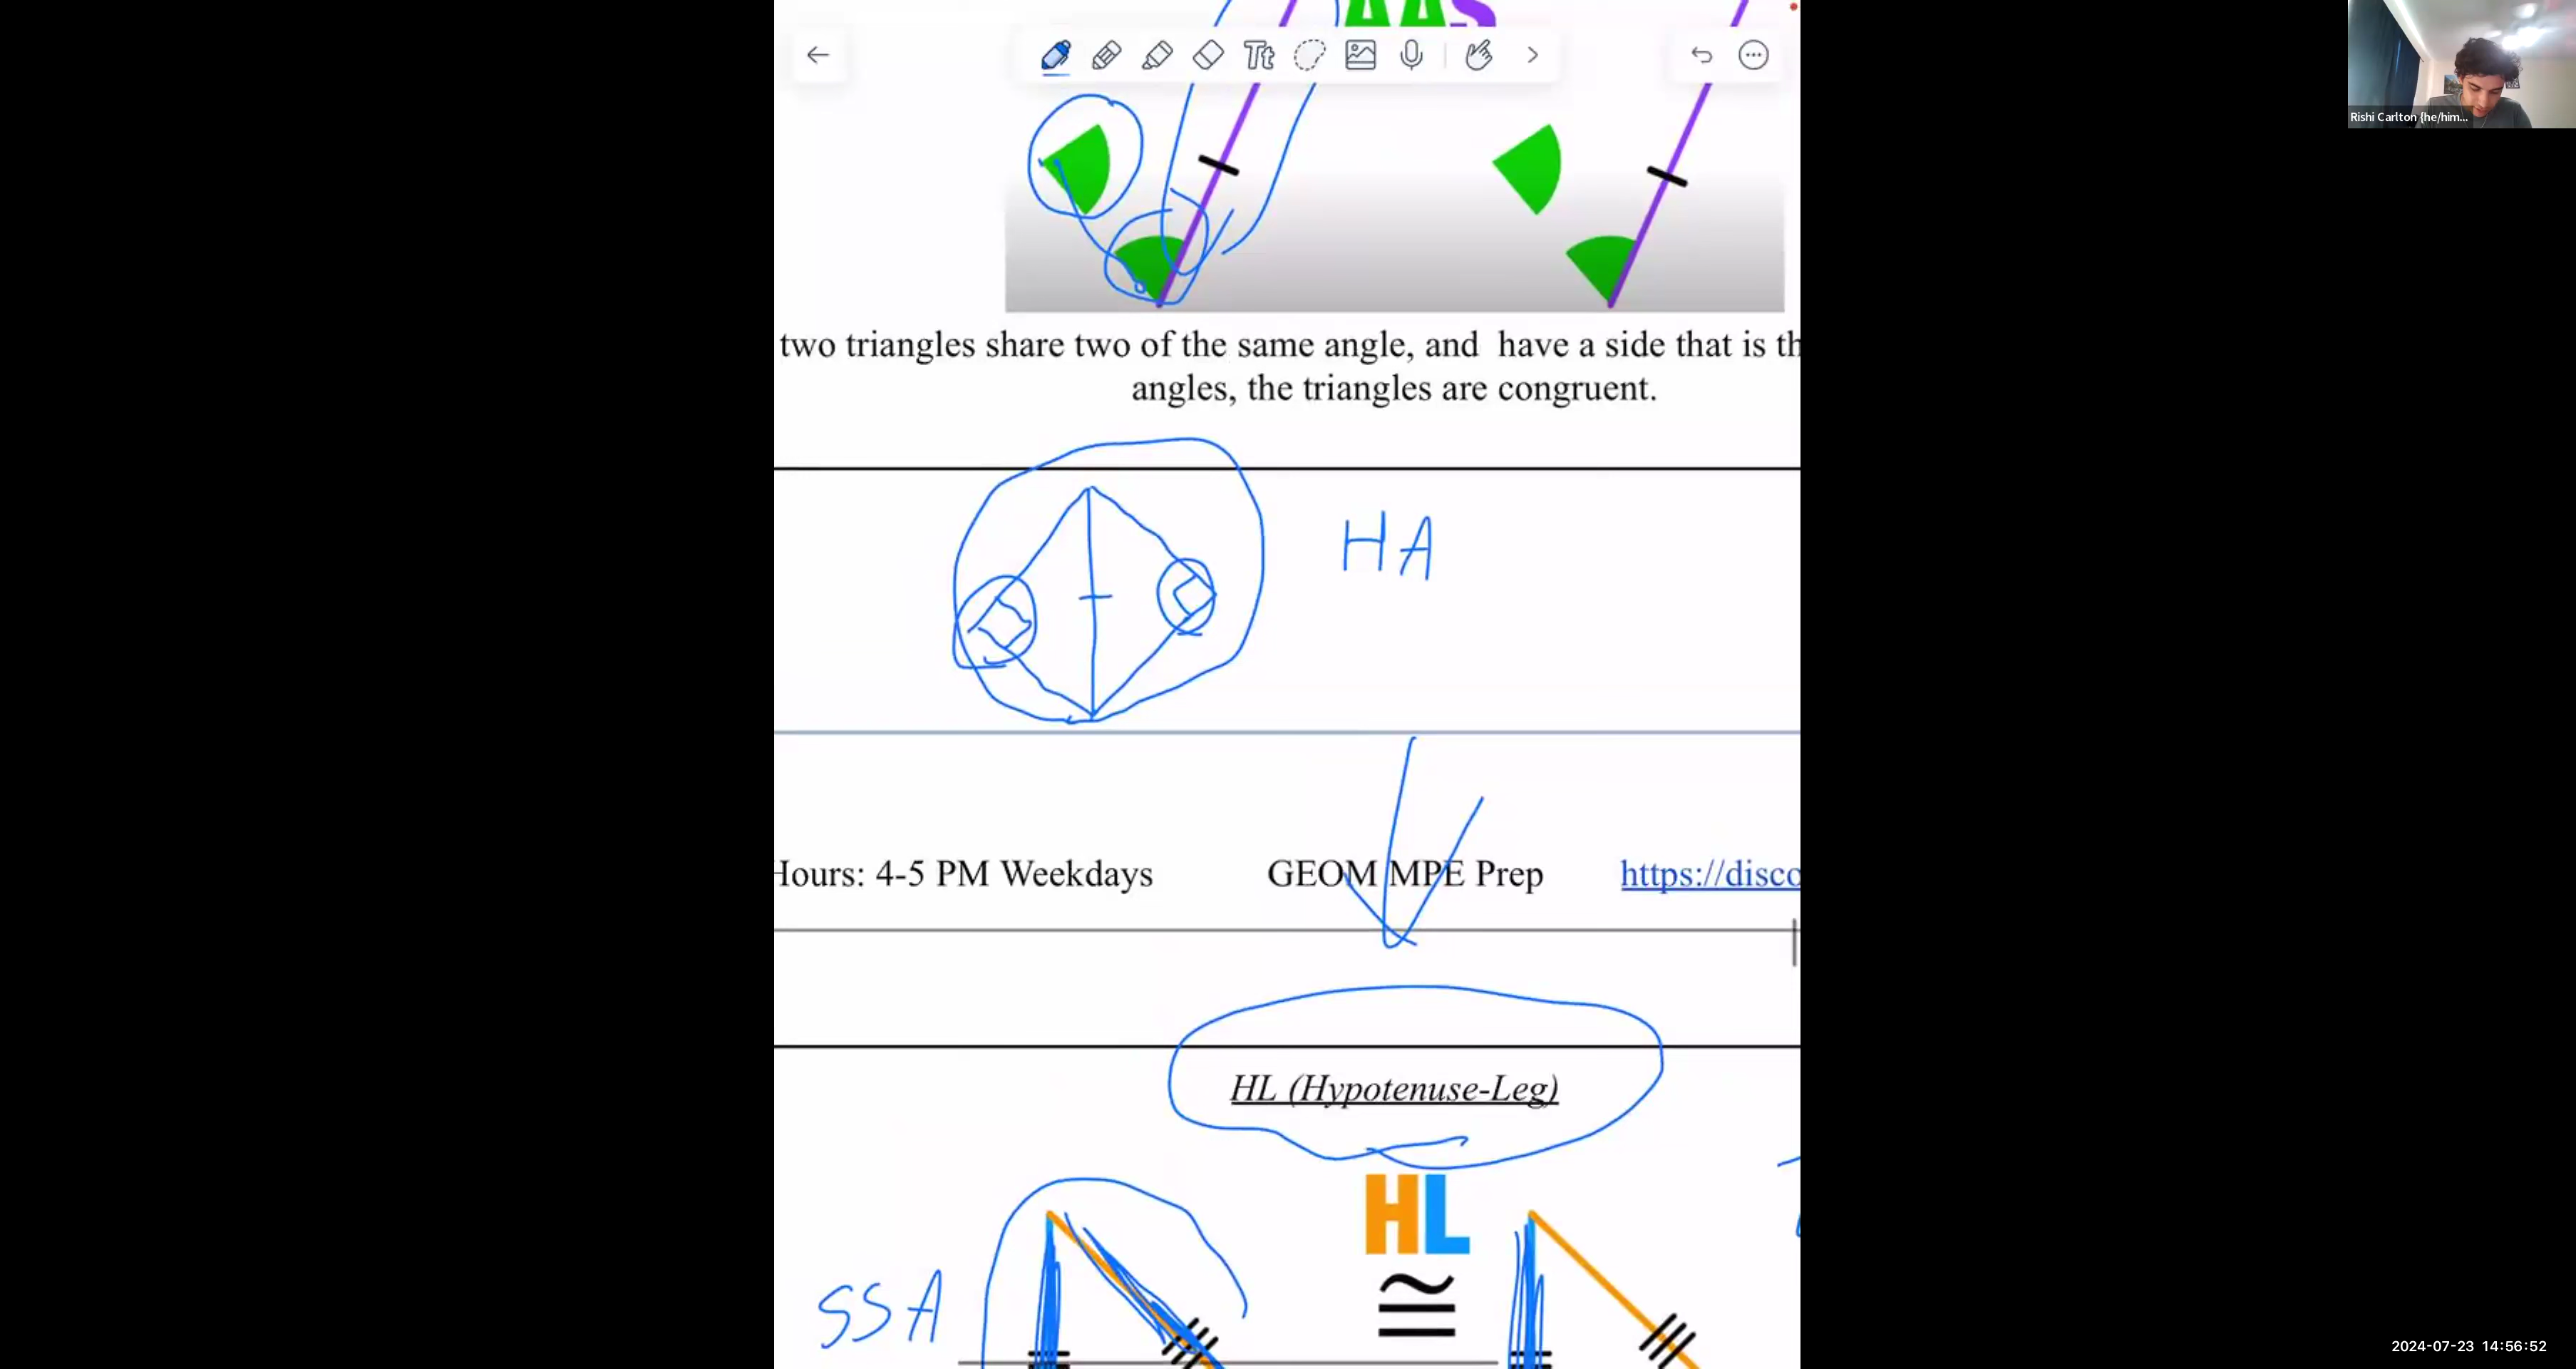 AAS
Tt
Rishi Carlton (he/him...
two triangles share two of the same angle, and have a side that is th
angles, the triangles are congruent.
HA
Hours: 4-5 PM Weekdays GEOM MPE Prep https://disco
HL (Hypotenuse-Leg)
HL
≅
SSA
2024-07-23 14:56:52